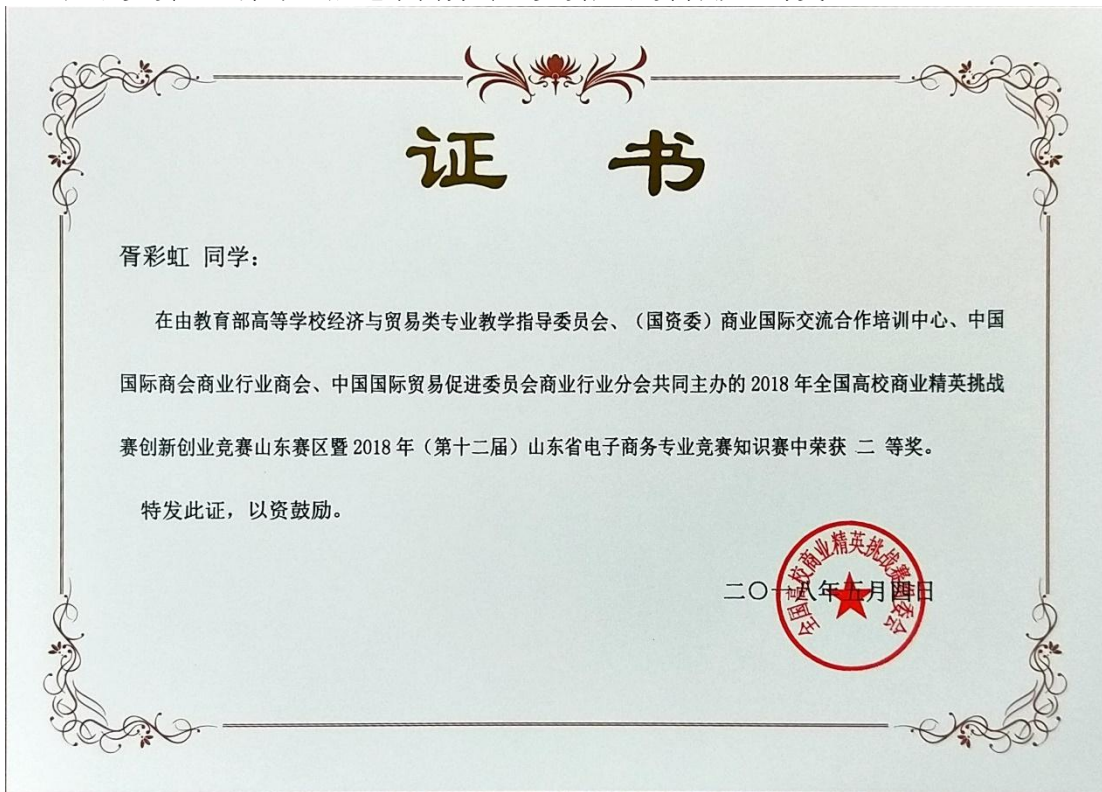 证 书
胥彩虹 同学：
在由教育部高等学校经济与贸易类专业教学指导委员会、（国资委）商业国际交流合作培训中心、中国
国际商会商业行业商会、中国国际贸易促进委员会商业行业分会共同主办的 2018 年全国高校商业精英挑战
赛创新创业竞赛山东赛区暨 2018 年（第十二届）山东省电子商务专业竞赛知识赛中荣获 二 等奖。
特发此证，以资鼓励。
二〇一八年五月四日
全国高校商业精英挑战赛组委会